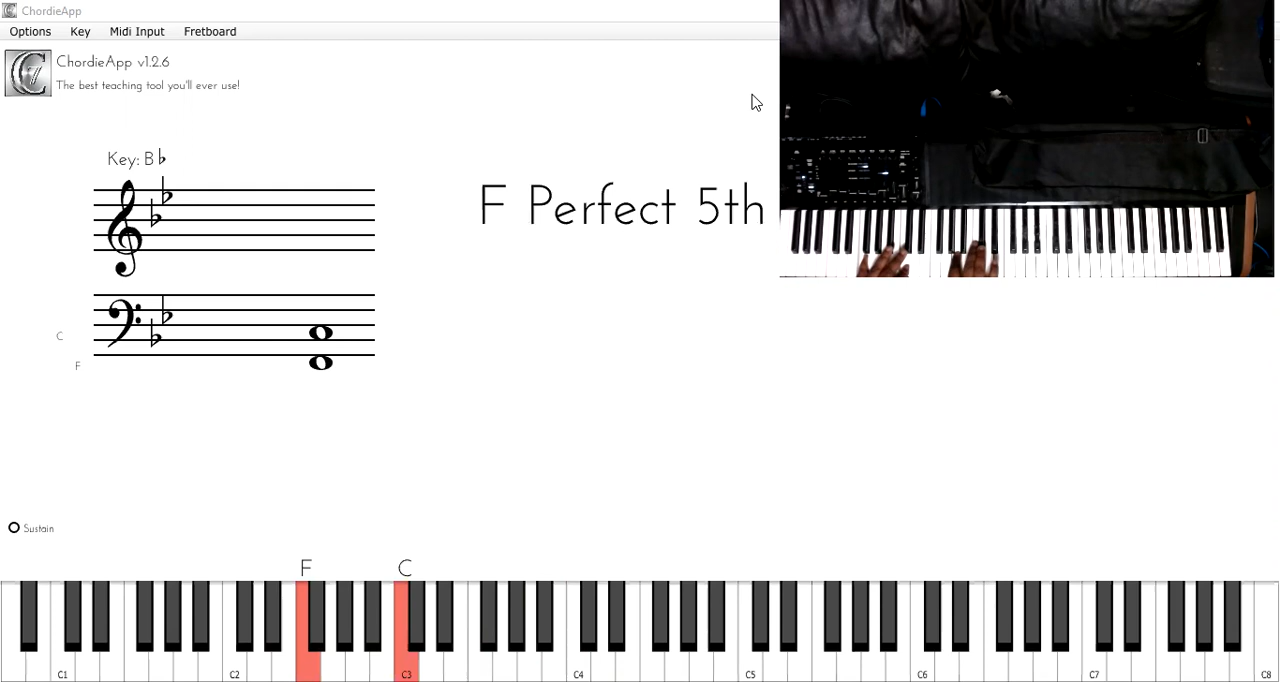 ChordieApp
Options Key Midi Input Fretboard
ChordieApp v1.2.6
The best teaching tool you'll ever use!
Key: B♭
F Perfect 5th
C
F
Sustain
F C
C1 C2 C3 C4 C5 C6 C7 C8